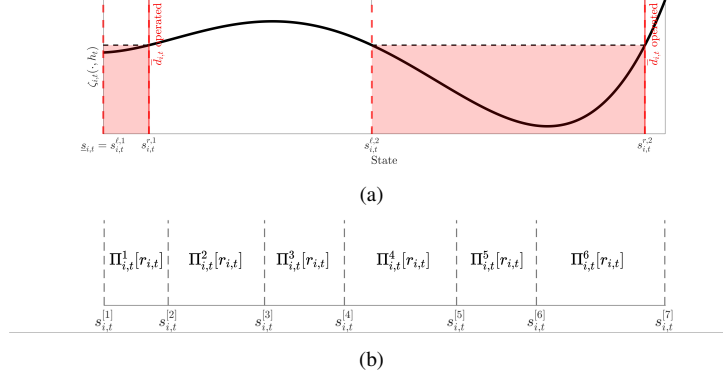 d̄_{i,t} operated
d̄_{i,t} operated
ζ_{i,t}(·, h_t)
s̲_{i,t} = s_{i,t}^{ℓ,1} s_{i,t}^{r,1} s_{i,t}^{ℓ,2} s_{i,t}^{r,2}
State
(a)
Π_{i,t}^1[r_{i,t}] Π_{i,t}^2[r_{i,t}] Π_{i,t}^3[r_{i,t}] Π_{i,t}^4[r_{i,t}] Π_{i,t}^5[r_{i,t}] Π_{i,t}^6[r_{i,t}]
s_{i,t}^{[1]} s_{i,t}^{[2]} s_{i,t}^{[3]} s_{i,t}^{[4]} s_{i,t}^{[5]} s_{i,t}^{[6]} s_{i,t}^{[7]}
(b)